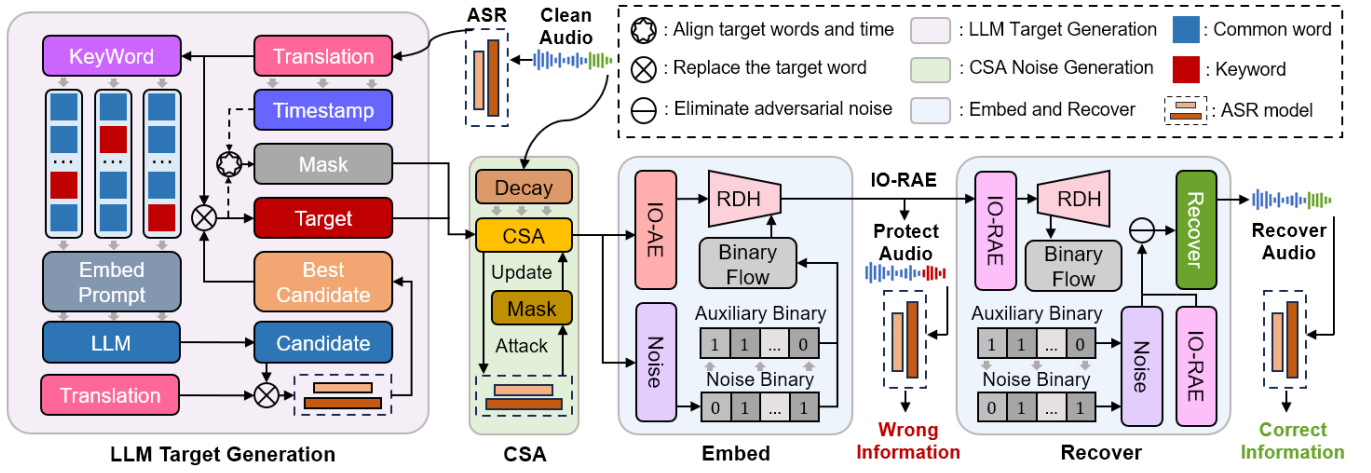 KeyWord
Translation
Timestamp
...
...
...
Mask
Target
Embed
Prompt
Best
Candidate
LLM
Candidate
Translation
LLM Target Generation
ASR
Clean
Audio
Decay
CSA
Update
Mask
Attack
CSA
: Align target words and time
: Replace the target word
: Eliminate adversarial noise
: LLM Target Generation
: CSA Noise Generation
: Embed and Recover
: Common word
: Keyword
: ASR model
IO-AE
RDH
Binary
Flow
Noise
Auxiliary Binary
1 1 ... 0
Noise Binary
0 1 ... 1
Embed
IO-RAE
Protect
Audio
Wrong
Information
IO-RAE
RDH
Binary
Flow
Auxiliary Binary
1 1 ... 0
Noise Binary
0 1 ... 1
Noise
IO-RAE
Recover
Recover
Recover
Audio
Correct
Information